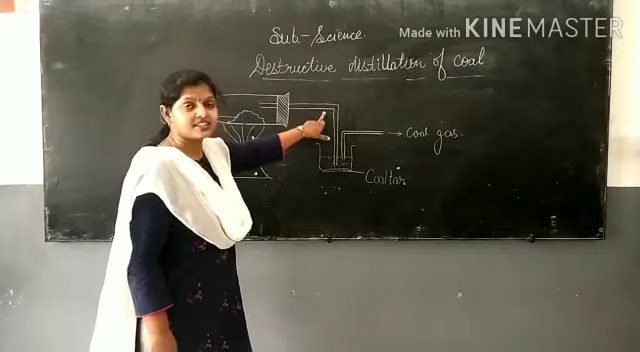 Made with KINEMASTER
Sub:- Science.
Destructive distillation of coal
Coal gas.
Coaltar